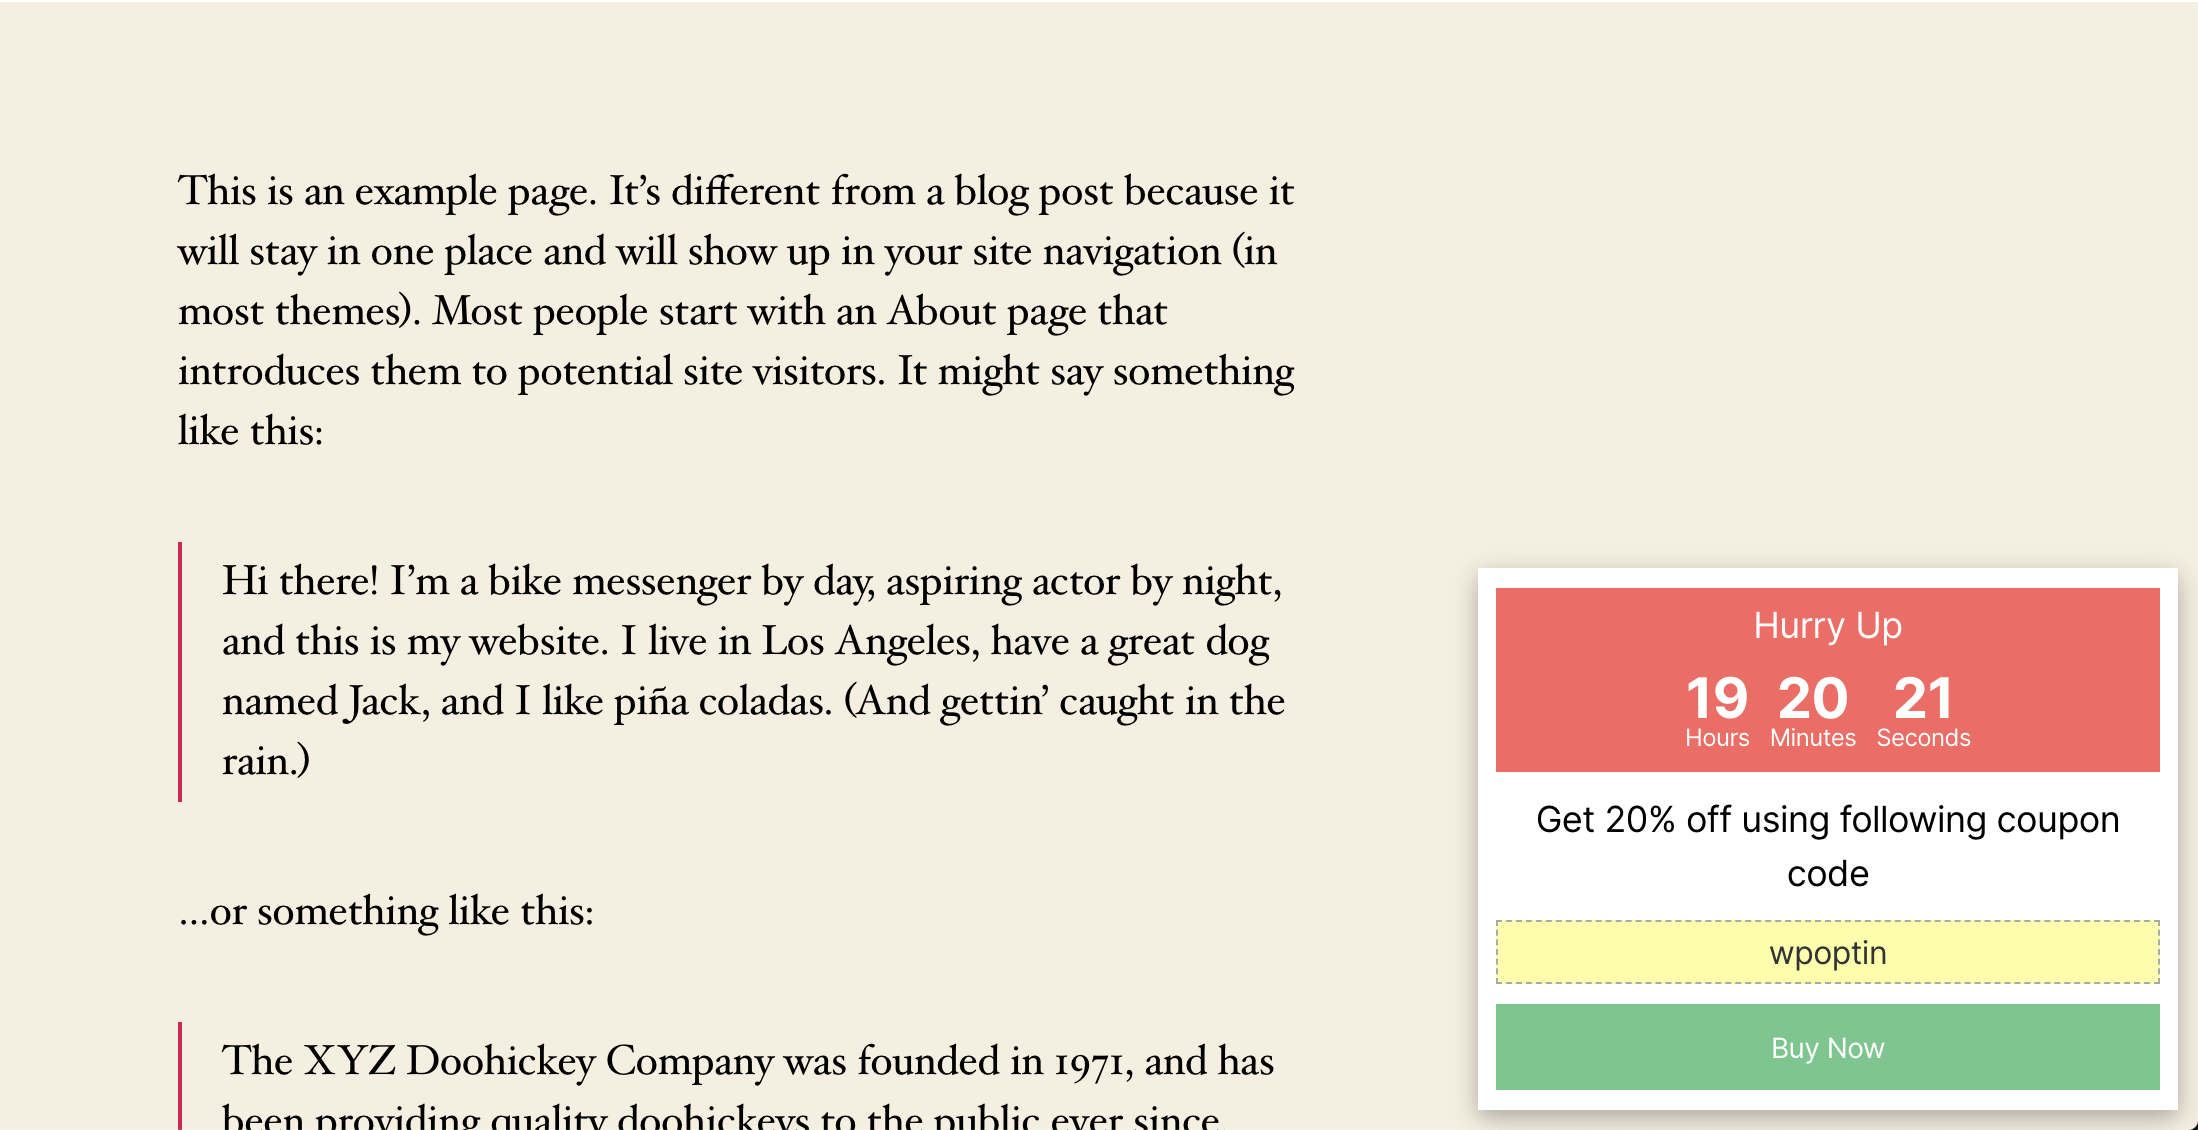 This is an example page. It’s different from a blog post because it
will stay in one place and will show up in your site navigation (in
most themes). Most people start with an About page that
introduces them to potential site visitors. It might say something
like this:
Hi there! I’m a bike messenger by day, aspiring actor by night,
and this is my website. I live in Los Angeles, have a great dog
named Jack, and I like piña coladas. (And gettin’ caught in the
rain.)
…or something like this:
The XYZ Doohickey Company was founded in 1971, and has
been providing quality doohickeys to the public ever since
Hurry Up
19 20 21
Hours Minutes Seconds
Get 20% off using following coupon
code
wpoptin
Buy Now